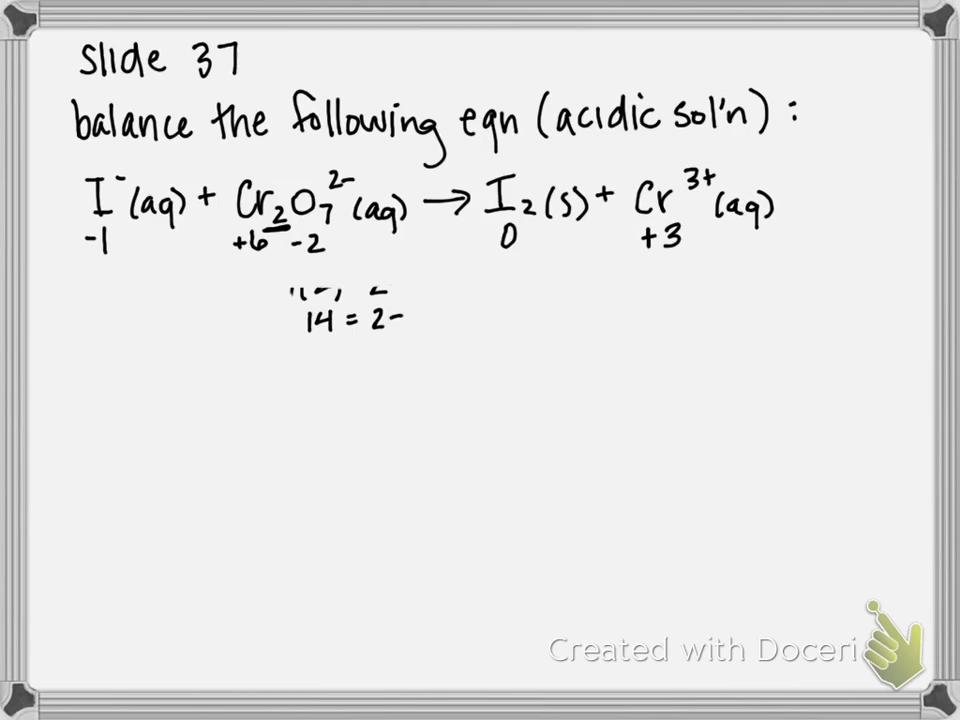 slide 37
balance the following eqn (acidic sol'n) :
I⁻(aq) + Cr₂O₇²⁻(aq) → I₂(s) + Cr³⁺(aq)
-1 +6 -2 0 +3
14 = 2-
Created with Doceri